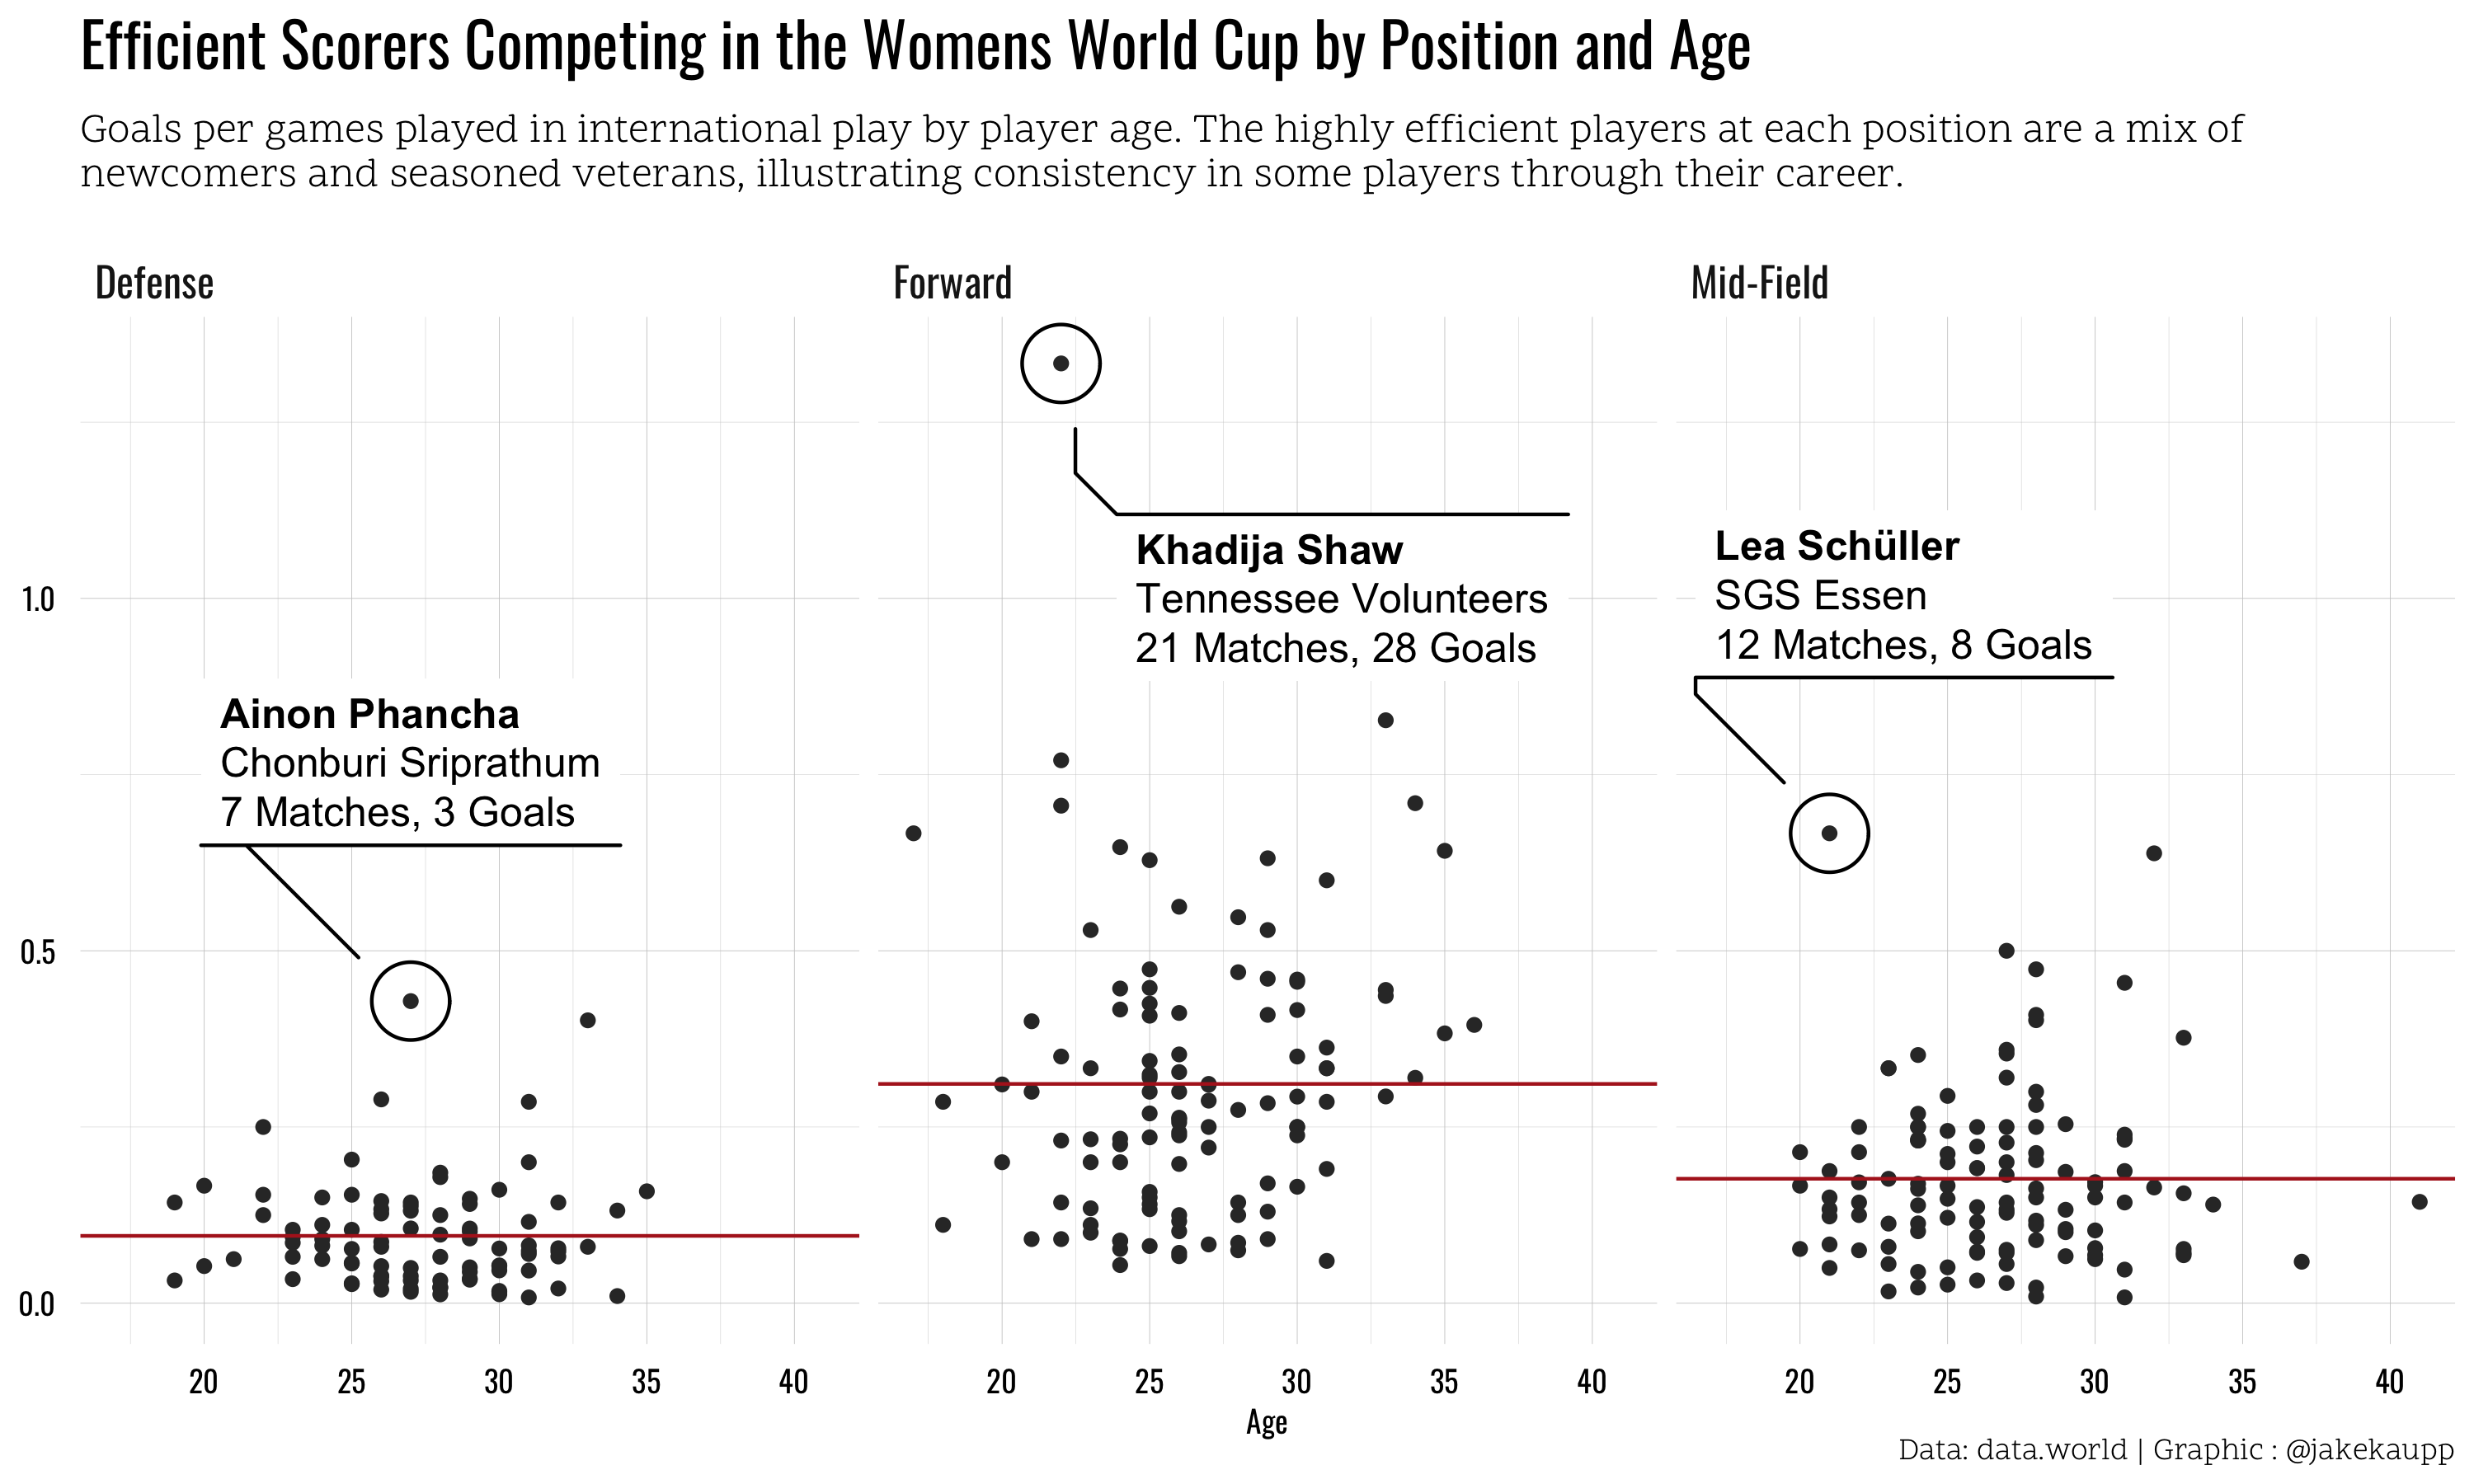 Efficient Scorers Competing in the Womens World Cup by Position and Age
Goals per games played in international play by player age. The highly efficient players at each position are a mix of
newcomers and seasoned veterans, illustrating consistency in some players through their career.
Defense
Forward
Mid-Field
1.0
0.5
0.0
Ainon Phancha
Chonburi Sriprathum
7 Matches, 3 Goals
Khadija Shaw
Tennessee Volunteers
21 Matches, 28 Goals
Lea Schüller
SGS Essen
12 Matches, 8 Goals
20 25 30 35 40
20 25 30 35 40
20 25 30 35 40
Age
Data: data.world | Graphic : @jakekaupp